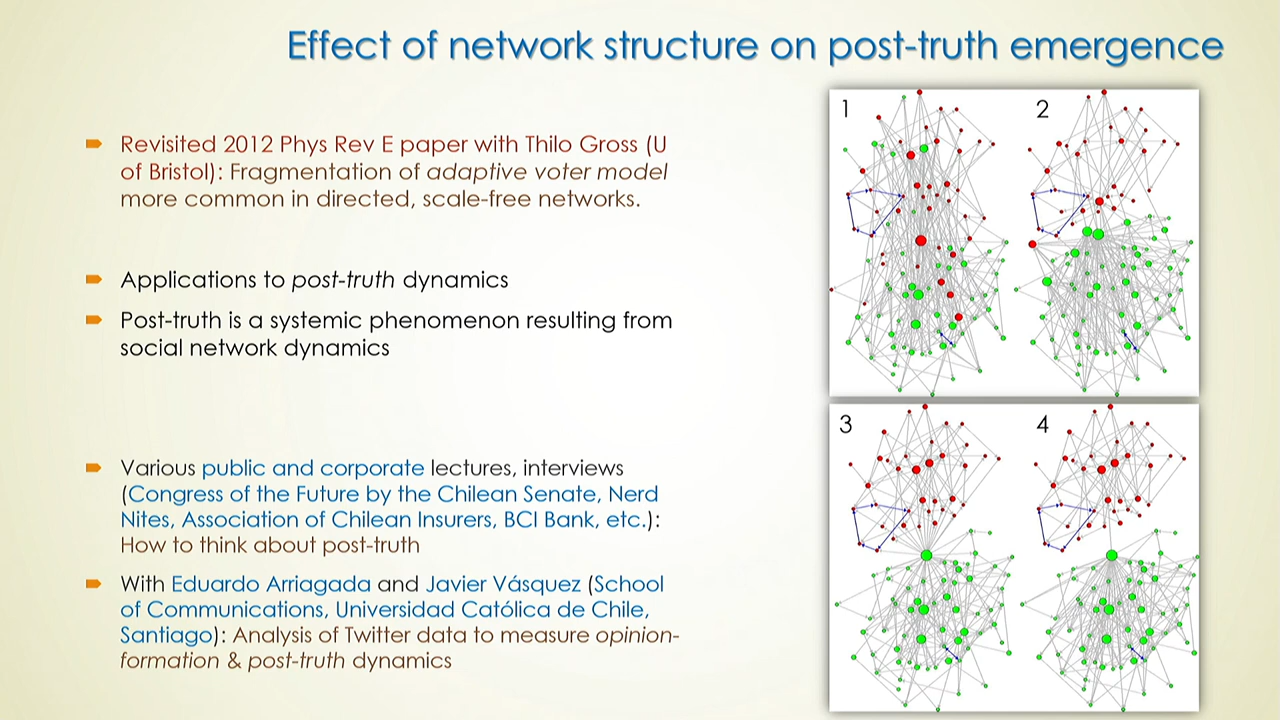 Effect of network structure on post-truth emergence
Revisited 2012 Phys Rev E paper with Thilo Gross (U
of Bristol): Fragmentation of adaptive voter model
more common in directed, scale-free networks.
Applications to post-truth dynamics
Post-truth is a systemic phenomenon resulting from
social network dynamics
Various public and corporate lectures, interviews
(Congress of the Future by the Chilean Senate, Nerd
Nites, Association of Chilean Insurers, BCI Bank, etc.):
How to think about post-truth
With Eduardo Arriagada and Javier Vásquez (School
of Communications, Universidad Católica de Chile,
Santiago): Analysis of Twitter data to measure opinion-
formation & post-truth dynamics
1
2
3
4